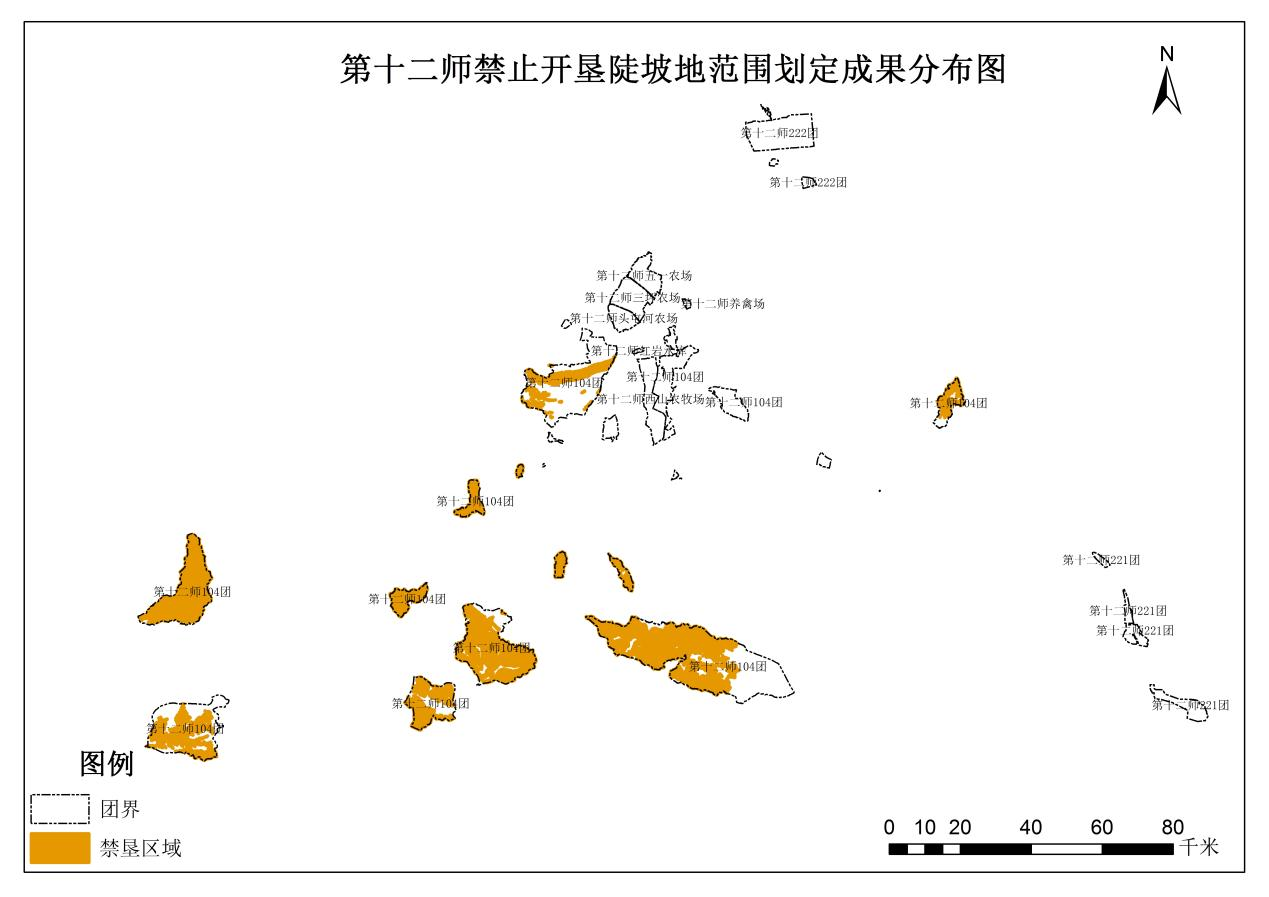 第十二师禁止开垦陡坡地范围划定成果分布图
N
第十二师222团
第十二师222团
第十二师五一农场
第十二师三坪农场
第十二师养禽场
第十二师头屯河农场
第十二师红岩水库
第十二师104团
第十二师104团
第十二师西山农牧场
第十二师104团
第十二师104团
第十二师104团
第十二师221团
第十二师104团
第十二师104团
第十二师221团
第十二师221团
第十二师104团
第十二师104团
第十二师104团
第十二师221团
第十二师104团
图例
团界
禁垦区域
0 10 20 40 60 80
千米